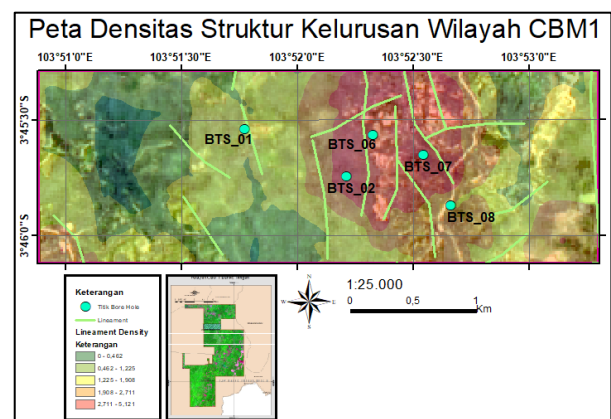 Peta Densitas Struktur Kelurusan Wilayah CBM1
103°51'0"E 103°51'30"E 103°52'0"E 103°52'30"E 103°53'0"E
3°45'30"S
3°46'0"S
BTS_01
BTS_06
BTS_07
BTS_02
BTS_08
Keterangan
Titik Bore Hole
Lineament
Lineament Density
Keterangan
0 - 0,462
0,462 - 1,225
1,225 - 1,908
1,908 - 2,711
2,711 - 5,121
N
W E
S
1:25.000
0 0,5 1
Km